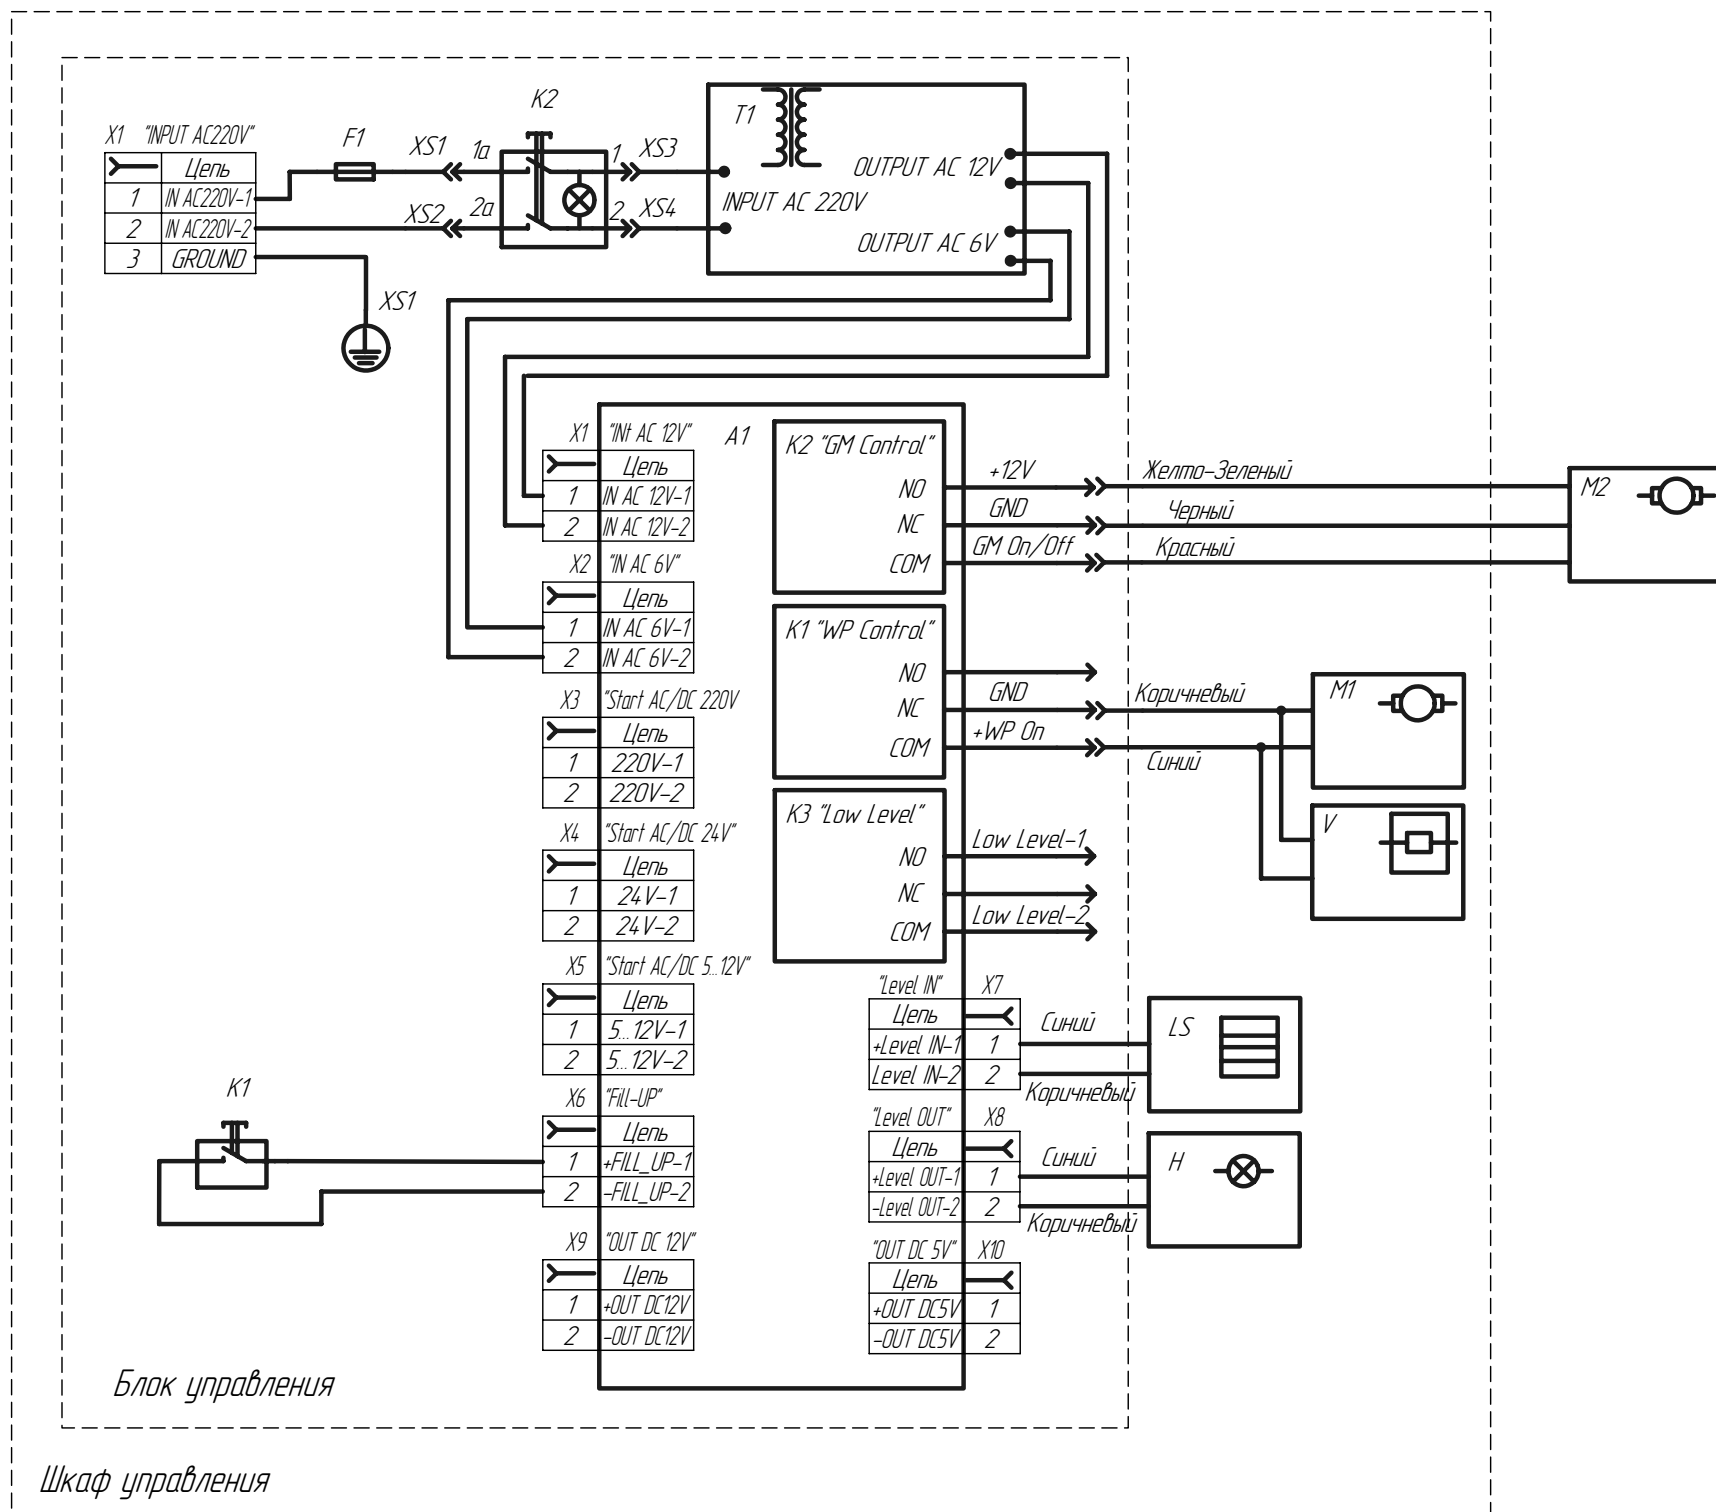 K2
X1 "INPUT AC220V"
F1
XS1
1a
1
XS3
T1
Цепь
OUTPUT AC 12V
1 IN AC220V-1
INPUT AC 220V
2 IN AC220V-2
XS2
2a
2
XS4
OUTPUT AC 6V
3 GROUND
XS1
X1 "INt AC 12V"
Цепь
1 IN AC 12V-1
2 IN AC 12V-2
X2 "IN AC 6V"
Цепь
1 IN AC 6V-1
2 IN AC 6V-2
X3 "Start AC/DC 220V
Цепь
1 220V-1
2 220V-2
X4 "Start AC/DC 24V"
Цепь
1 24V-1
2 24V-2
X5 "Start AC/DC 5...12V"
Цепь
1 5...12V-1
2 5...12V-2
K1
X6 "Fill-UP"
Цепь
1 +FILL_UP-1
2 -FILL_UP-2
X9 "OUT DC 12V"
Цепь
1 +OUT DC12V
2 -OUT DC12V
A1
K2 "GM Control"
NO +12V Желто-Зеленый
NC GND Черный
COM GM On/Off Красный
M2
K1 "WP Control"
NO
NC GND Коричневый
COM +WP On Синий
M1
V
K3 "Low Level"
NO Low Level-1
NC
COM Low Level-2
"Level IN" X7
Цепь
+Level IN-1 1 Синий
Level IN-2 2 Коричневый
LS
"Level OUT" X8
Цепь
+Level OUT-1 1 Синий
-Level OUT-2 2 Коричневый
H
"OUT DC 5V" X10
Цепь
+OUT DC5V 1
-OUT DC5V 2
Блок управления
Шкаф управления